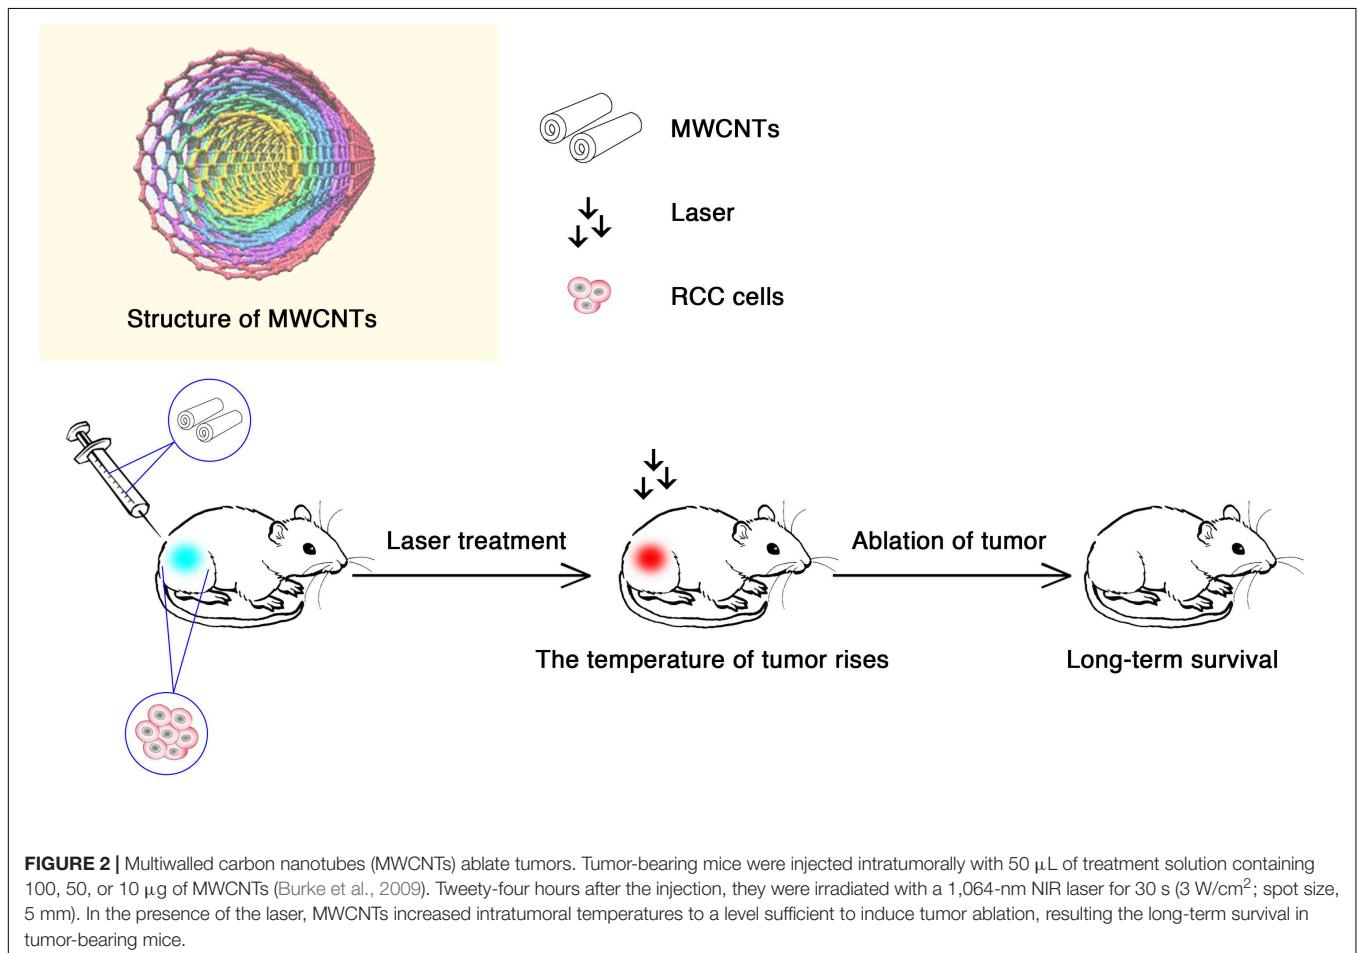 MWCNTs
Laser
RCC cells
Structure of MWCNTs
Laser treatment
Ablation of tumor
The temperature of tumor rises
Long-term survival
FIGURE 2 | Multiwalled carbon nanotubes (MWCNTs) ablate tumors. Tumor-bearing mice were injected intratumorally with 50 μL of treatment solution containing
100, 50, or 10 μg of MWCNTs (Burke et al., 2009). Tweety-four hours after the injection, they were irradiated with a 1,064-nm NIR laser for 30 s (3 W/cm²; spot size,
5 mm). In the presence of the laser, MWCNTs increased intratumoral temperatures to a level sufficient to induce tumor ablation, resulting the long-term survival in
tumor-bearing mice.